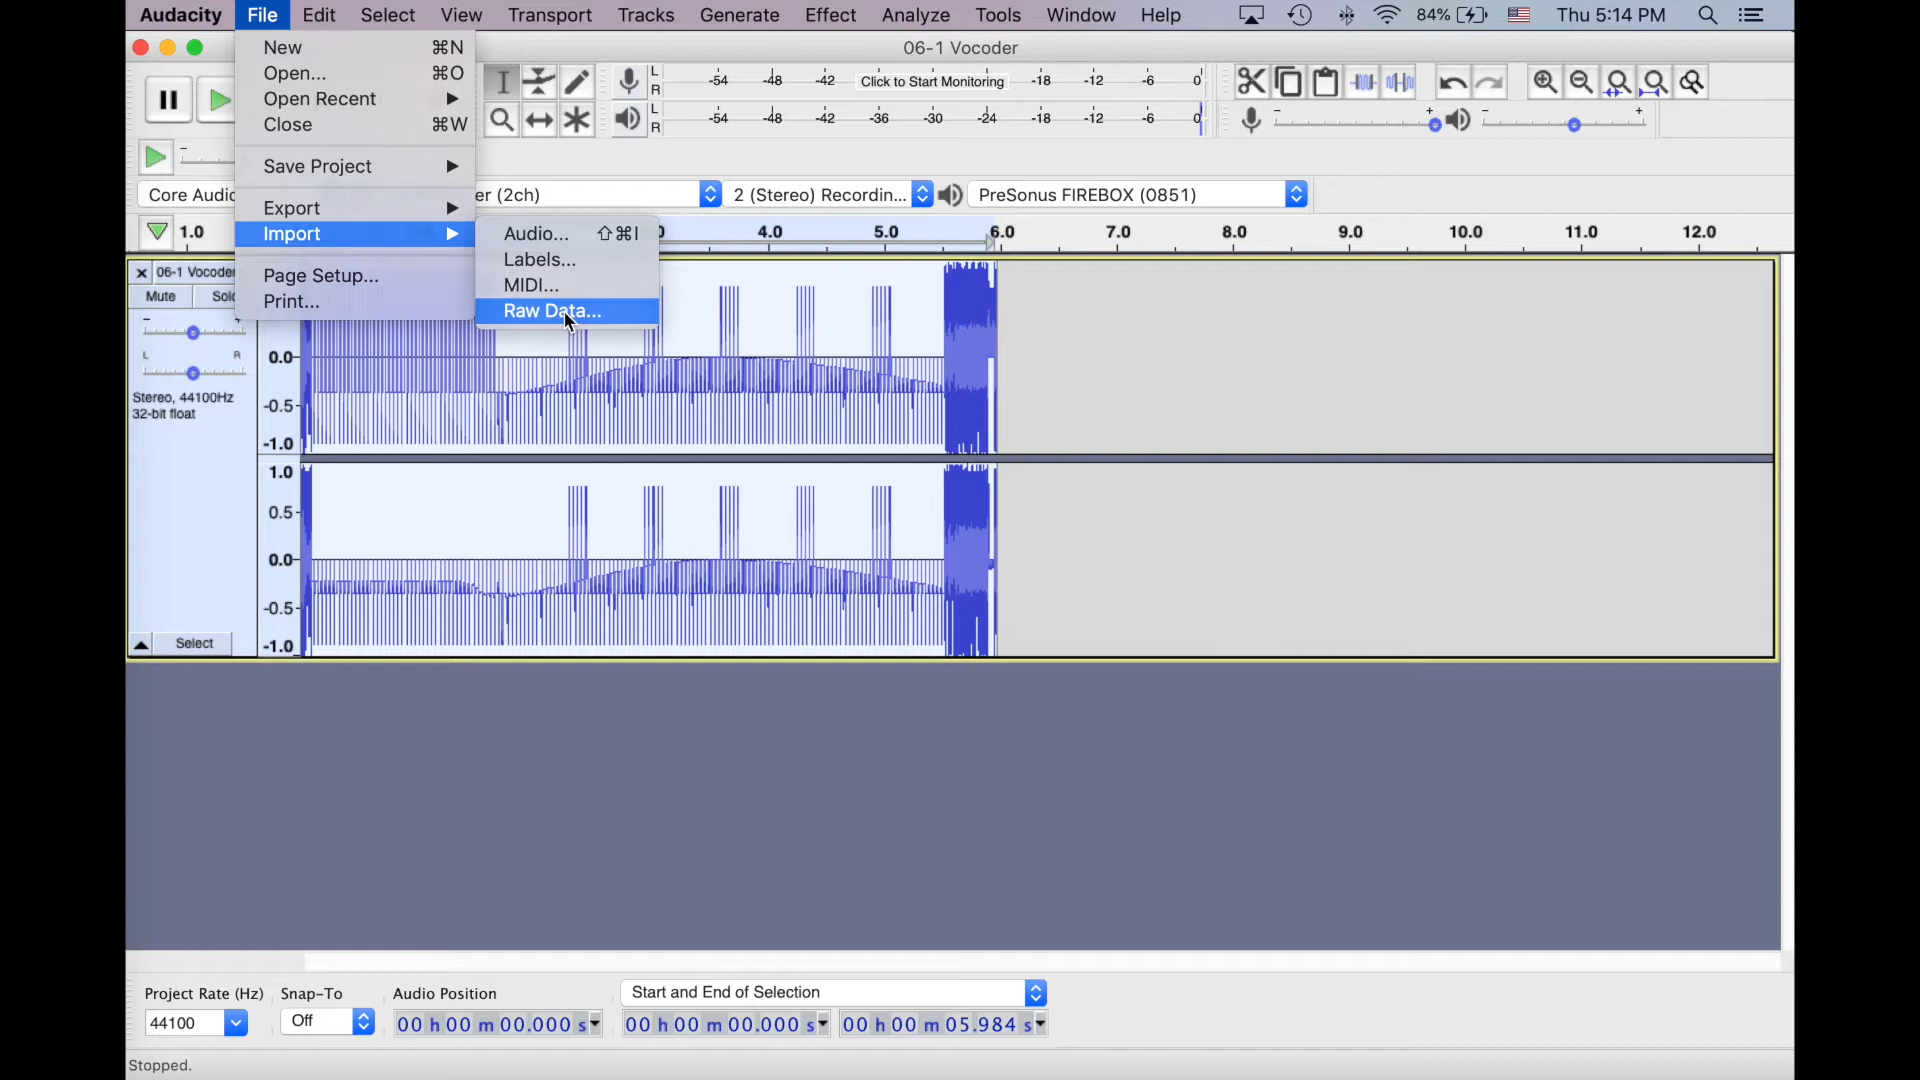 Audacity File Edit Select View Transport Tracks Generate Effect Analyze Tools Window Help 84% Thu 5:14 PM
06-1 Vocoder
New ⌘N
Open... ⌘O
Open Recent
Close ⌘W
Save Project
Export
Import
Page Setup...
Print...
Audio... ⇧⌘I
Labels...
MIDI...
Raw Data...
L
R
-54 -48 -42 Click to Start Monitoring -18 -12 -6 0
L
R
-54 -48 -42 -36 -30 -24 -18 -12 -6 0
- + - +
-
Core Audio er (2ch) 2 (Stereo) Recordin... PreSonus FIREBOX (0851)
1.0 0 4.0 5.0 6.0 7.0 8.0 9.0 10.0 11.0 12.0
06-1 Vocoder
Mute Solo
- +
L R
Stereo, 44100Hz
32-bit float
0.0
-0.5
-1.0
1.0
0.5
0.0
-0.5
-1.0
Select
Project Rate (Hz) Snap-To Audio Position Start and End of Selection
44100 Off 00 h 00 m 00.000 s 00 h 00 m 00.000 s 00 h 00 m 05.984 s
Stopped.